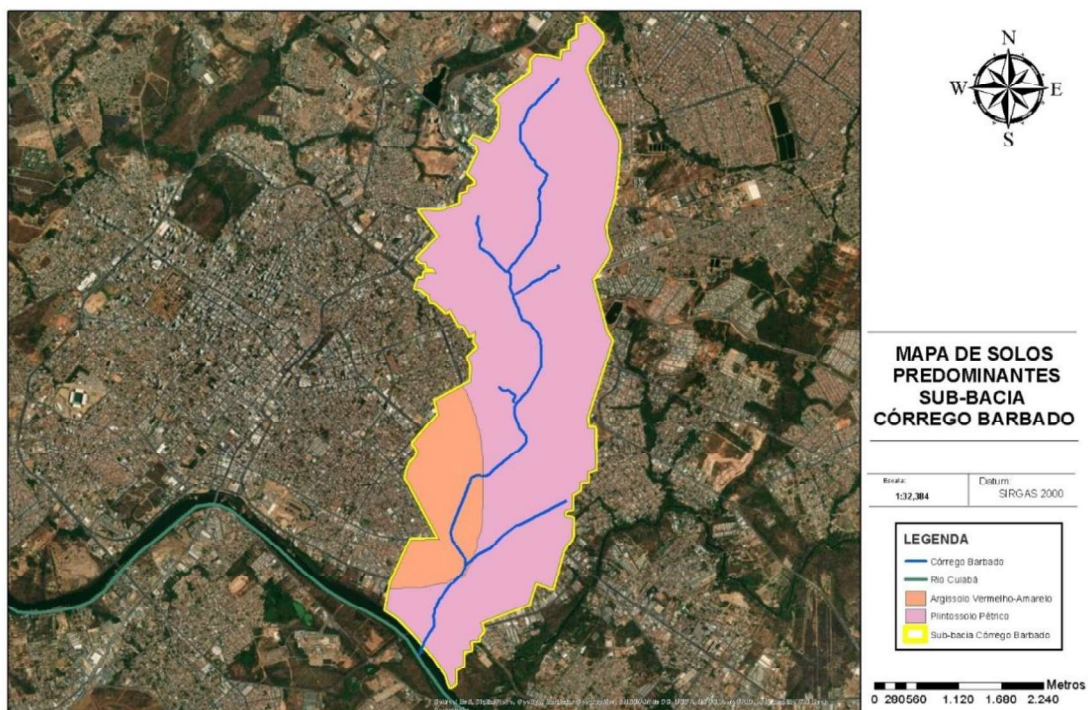 N
W E
S
MAPA DE SOLOS
PREDOMINANTES
SUB-BACIA
CÓRREGO BARBADO
Escala:
1:32,384
Datum:
SIRGAS 2000
LEGENDA
Córrego Barbado
Rio Cuiabá
Argissolo Vermelho-Amarelo
Plintossolo Pétrico
Sub-bacia Córrego Barbado
Metros
0 280560 1.120 1.680 2.240